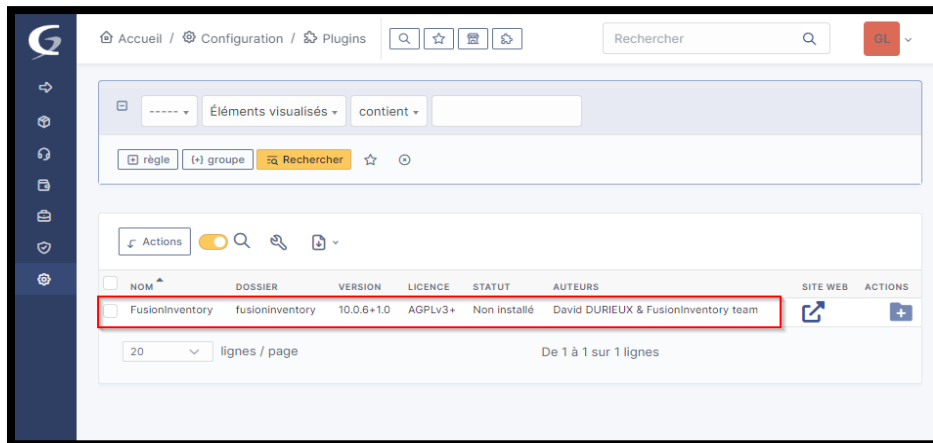 Accueil / Configuration / Plugins
Rechercher
GL
----- Éléments visualisés contient
règle (+) groupe Rechercher
Actions
NOM DOSSIER VERSION LICENCE STATUT AUTEURS SITE WEB ACTIONS
FusionInventory fusioninventory 10.0.6+1.0 AGPLv3+ Non installé David DURIEUX & FusionInventory team
20 lignes / page De 1 à 1 sur 1 lignes